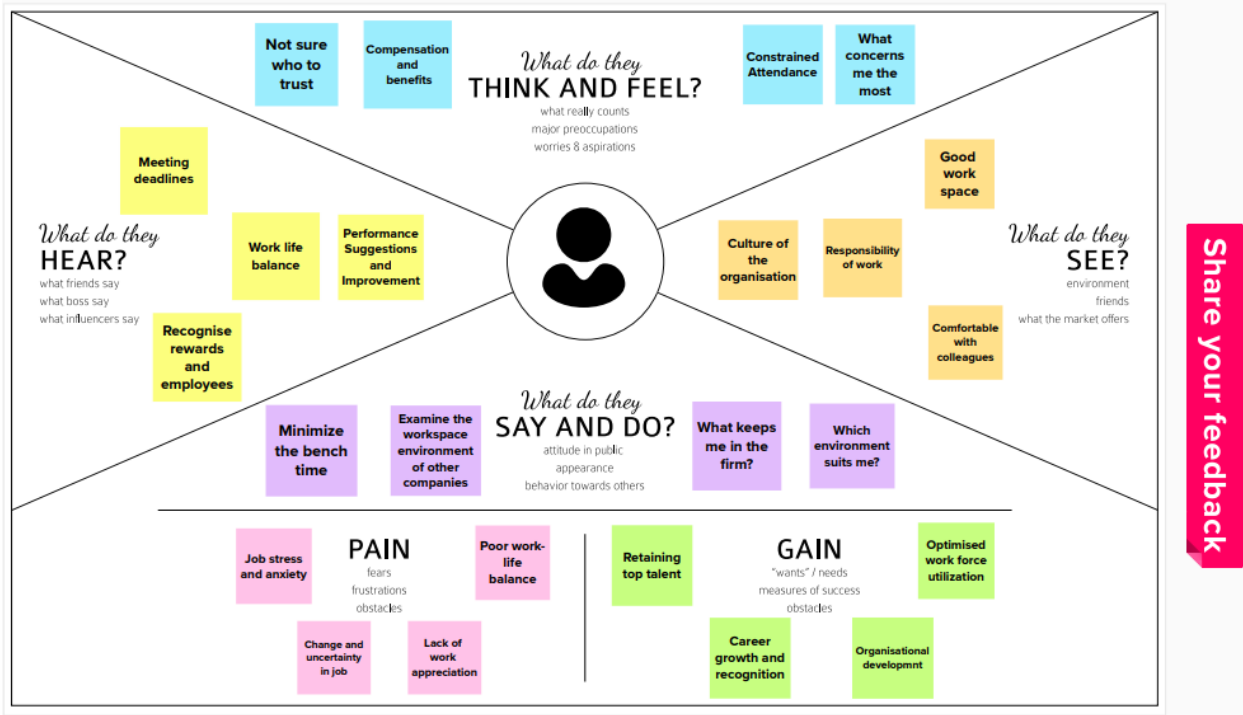 Not sure
who to
trust
Compensation
and
benefits
What do they
THINK AND FEEL?
what really counts
major preoccupations
worries & aspirations
Constrained
Attendance
What
concerns
me the
most
Meeting
deadlines
What do they
HEAR?
what friends say
what boss say
what influencers say
Work life
balance
Performance
Suggestions
and
Improvement
Recognise
rewards
and
employees
Good
work
space
Culture of
the
organisation
Responsibility
of work
What do they
SEE?
environment
friends
what the market offers
Comfortable
with
colleagues
Minimize
the bench
time
Examine the
workspace
environment
of other
companies
What do they
SAY AND DO?
attitude in public
appearance
behavior towards others
What keeps
me in the
firm?
Which
environment
suits me?
Job stress
and anxiety
PAIN
fears
frustrations
obstacles
Poor work-
life
balance
Change and
uncertainty
in job
Lack of
work
appreciation
Retaining
top talent
GAIN
"wants" / needs
measures of success
obstacles
Optimised
work force
utilization
Career
growth and
recognition
Organisational
developmnt
Share your feedback